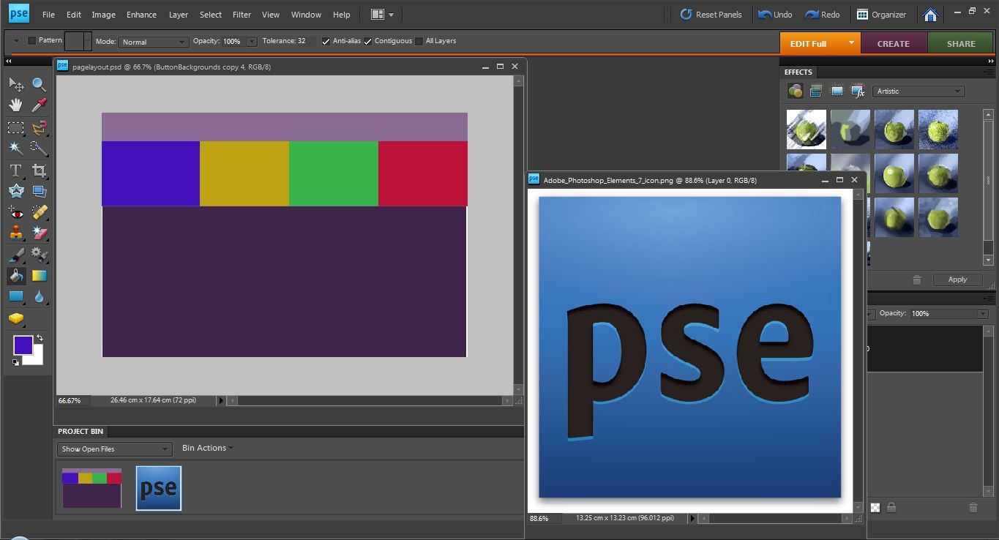 pse File Edit Image Enhance Layer Select Filter View Window Help Reset Panels Undo Redo Organizer
Pattern Mode: Normal Opacity: 100% Tolerance: 32 Anti-alias Contiguous All Layers EDIT Full CREATE SHARE
pse pagelayout.psd @ 66.7% (ButtonBackgrounds copy 4, RGB/8)
EFFECTS
Artistic
T
pse Adobe_Photoshop_Elements_7_icon.png @ 88.6% (Layer 0, RGB/8)
Apply
Opacity: 100%
pse
66.67% 26.46 cm x 17.64 cm (72 ppi)
PROJECT BIN
Show Open Files Bin Actions
pse
88.6% 13.25 cm x 13.23 cm (96.012 ppi)